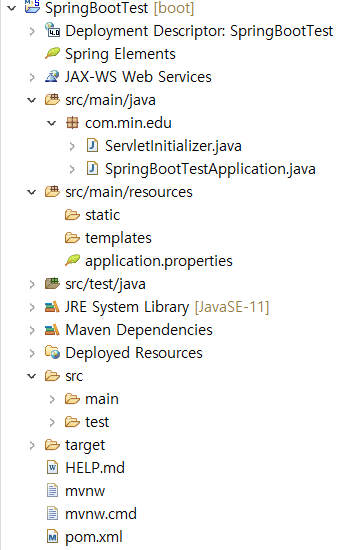 SpringBootTest [boot]
Deployment Descriptor: SpringBootTest
Spring Elements
JAX-WS Web Services
src/main/java
com.min.edu
ServletInitializer.java
SpringBootTestApplication.java
src/main/resources
static
templates
application.properties
src/test/java
JRE System Library [JavaSE-11]
Maven Dependencies
Deployed Resources
src
main
test
target
HELP.md
mvnw
mvnw.cmd
pom.xml